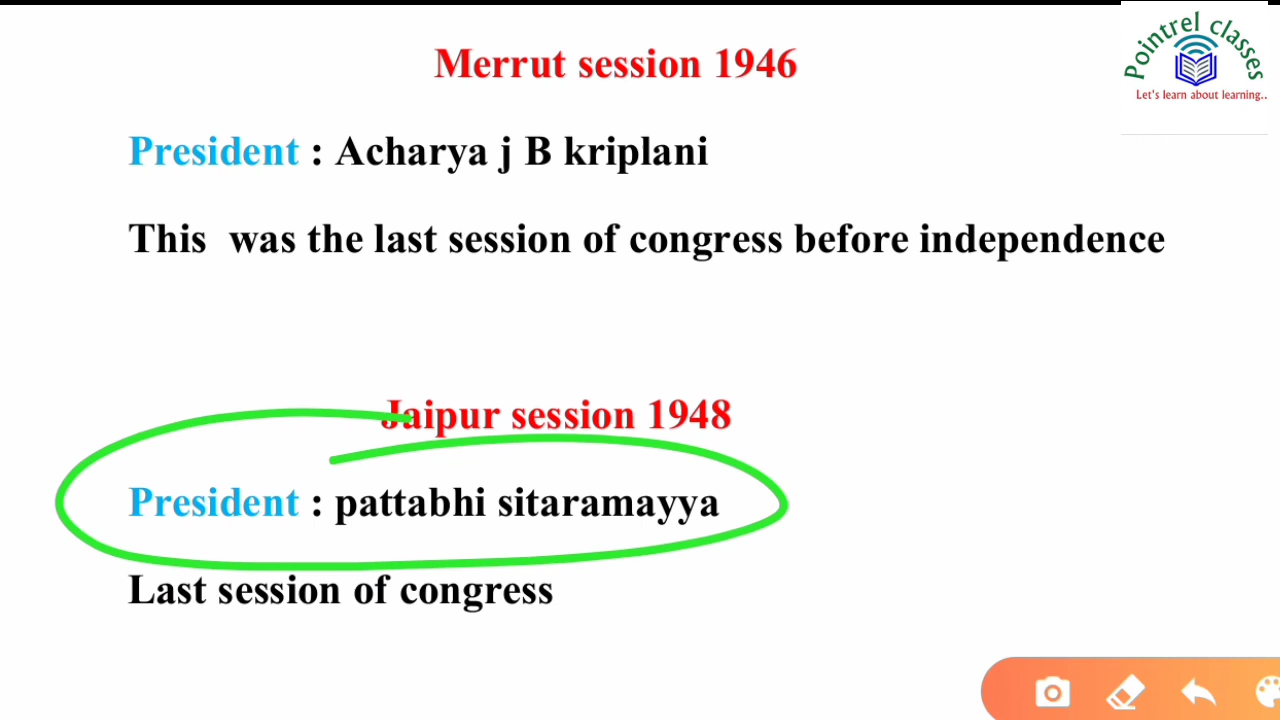 Pointrel classes
Let's learn about learning..
Merrut session 1946
President : Acharya j B kriplani
This was the last session of congress before independence
Jaipur session 1948
President : pattabhi sitaramayya
Last session of congress